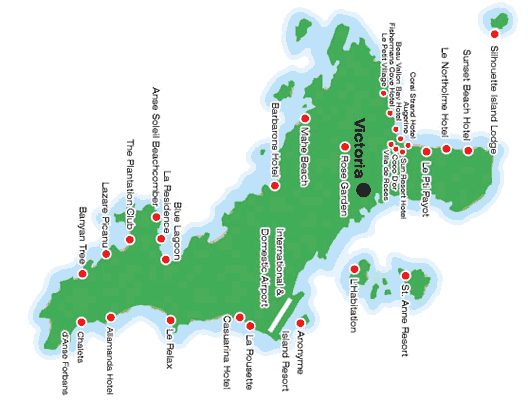 Silhouette Island Lodge
Sunset Beach Hotel
Le Northolme Hotel
Coral Strand Hotel
Augerine
Beau Vallon Bay Hotel
Fishermans Cove Hotel
Le Petit Village
Le P'ti Payot
Sun Resort Hotel
Coco D'or
Villa de Roses
Victoria
Rose Garden
Mahe Beach
Barbarons Hotel
St. Anne Resort
L'Habitation
International &
Domestic Airport
Anonyme
Island Resort
La Roussette
Casuarina Hotel
Blue Lagoon
La Residence
Anse Soleil Beachcomber
The Plantation Club
Lazare Picanu
Banyan Tree
Le Relax
Allamanda Hotel
Chalets
d'Anse Forbans